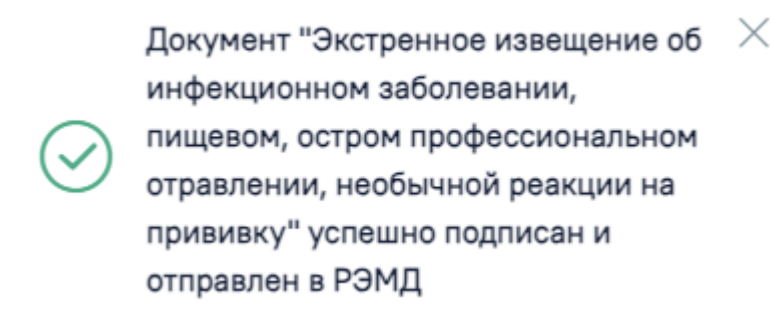 Документ "Экстренное извещение об
инфекционном заболевании,
пищевом, остром профессиональном
отравлении, необычной реакции на
прививку" успешно подписан и
отправлен в РЭМД